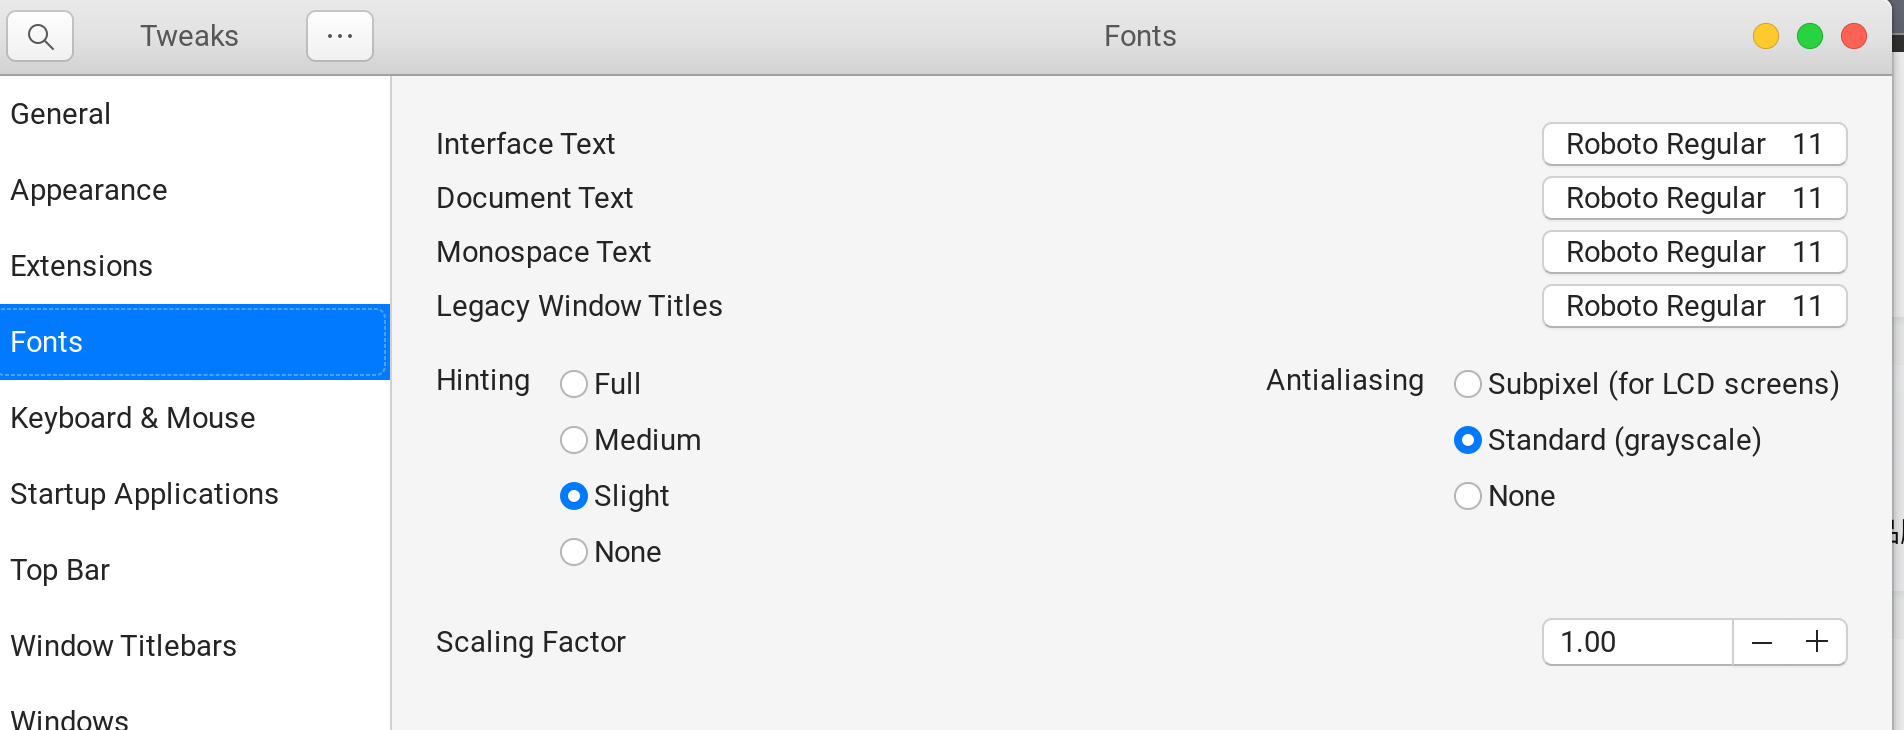 Tweaks
Fonts
General
Appearance
Extensions
Fonts
Keyboard & Mouse
Startup Applications
Top Bar
Window Titlebars
Windows
Interface Text Roboto Regular 11
Document Text Roboto Regular 11
Monospace Text Roboto Regular 11
Legacy Window Titles Roboto Regular 11
Hinting Full Antialiasing Subpixel (for LCD screens)
Medium Standard (grayscale)
Slight None
None
Scaling Factor 1.00